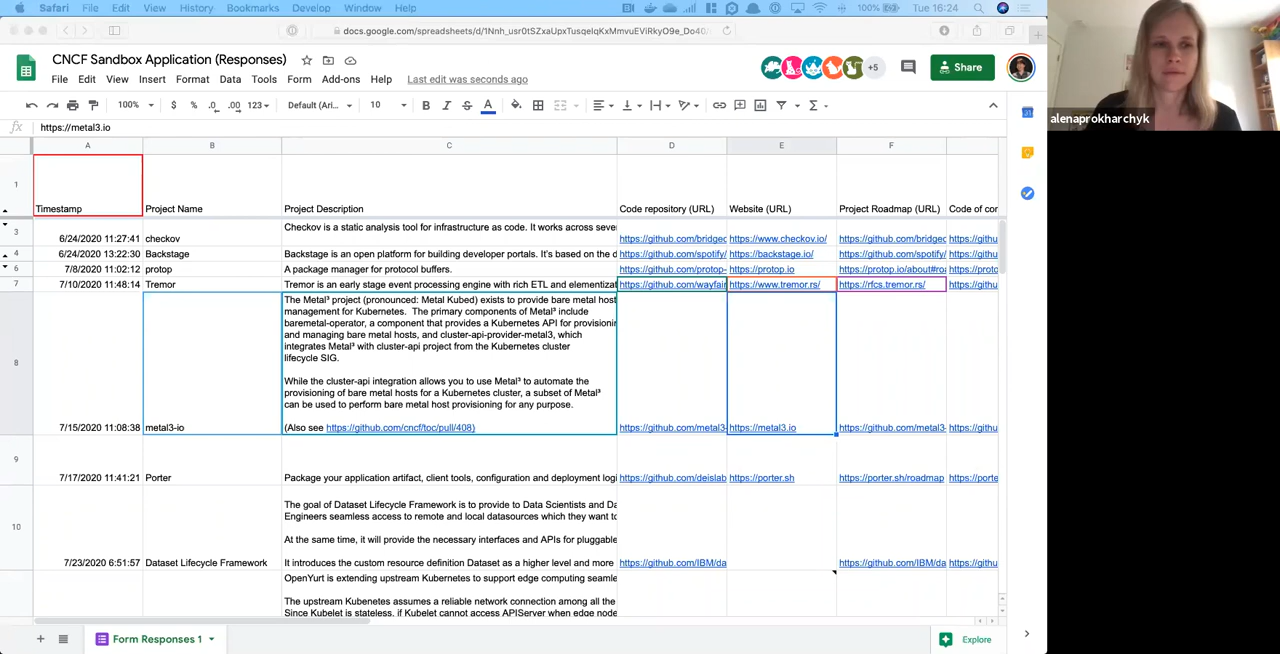 Safari File Edit View History Bookmarks Develop Window Help 100% Tue 16:24
docs.google.com/spreadsheets/d/1Nnh_usr0tSZxaUpxTusqeIqKxMmvuEViRkyO9e_Do40/
CNCF Sandbox Application (Responses)
File Edit View Insert Format Data Tools Form Add-ons Help Last edit was seconds ago
+5 Share
100% $ % .0 .00 123 Default (Ari... 10 B I S A
fx https://metal3.io
A B C D E F
1 Timestamp Project Name Project Description Code repository (URL) Website (URL) Project Roadmap (URL) Code of con
3 6/24/2020 11:27:41 checkov Checkov is a static analysis tool for infrastructure as code. It works across seve https://github.com/bridgec https://www.checkov.io/ https://github.com/bridgec https://githu
4 6/24/2020 13:22:30 Backstage Backstage is an open platform for building developer portals. It's based on the d https://github.com/spotify/ https://backstage.io/ https://github.com/spotify/ https://githu
6 7/8/2020 11:02:12 protop A package manager for protocol buffers. https://github.com/protop- https://protop.io https://protop.io/about#ro https://proto
7 7/10/2020 11:48:14 Tremor Tremor is an early stage event processing engine with rich ETL and elementizat https://github.com/wayfair https://www.tremor.rs/ https://rfcs.tremor.rs/ https://githu
The Metal³ project (pronounced: Metal Kubed) exists to provide bare metal host
management for Kubernetes. The primary components of Metal³ include
baremetal-operator, a component that provides a Kubernetes API for provisionin
and managing bare metal hosts, and cluster-api-provider-metal3, which
integrates Metal³ with cluster-api project from the Kubernetes cluster
lifecycle SIG.
8
While the cluster-api integration allows you to use Metal³ to automate the
provisioning of bare metal hosts for a Kubernetes cluster, a subset of Metal³
can be used to perform bare metal host provisioning for any purpose.
7/15/2020 11:08:38 metal3-io (Also see https://github.com/cncf/toc/pull/408) https://github.com/metal3- https://metal3.io https://github.com/metal3- https://githu
9
7/17/2020 11:41:21 Porter Package your application artifact, client tools, configuration and deployment logi https://github.com/deislab https://porter.sh https://porter.sh/roadmap https://porte
The goal of Dataset Lifecycle Framework is to provide to Data Scientists and Da
Engineers seamless access to remote and local datasources which they want to
10
At the same time, it will provide the necessary interfaces and APIs for pluggable
7/23/2020 6:51:57 Dataset Lifecycle Framework It introduces the custom resource definition Dataset as a higher level and more https://github.com/IBM/da https://github.com/IBM/da https://githu
OpenYurt is extending upstream Kubernetes to support edge computing seamle
The upstream Kubenetes assumes a reliable network connection among all the
Since Kubelet is stateless, if Kubelet cannot access APIServer when edge node
Form Responses 1 Explore
alenaprokharchyk